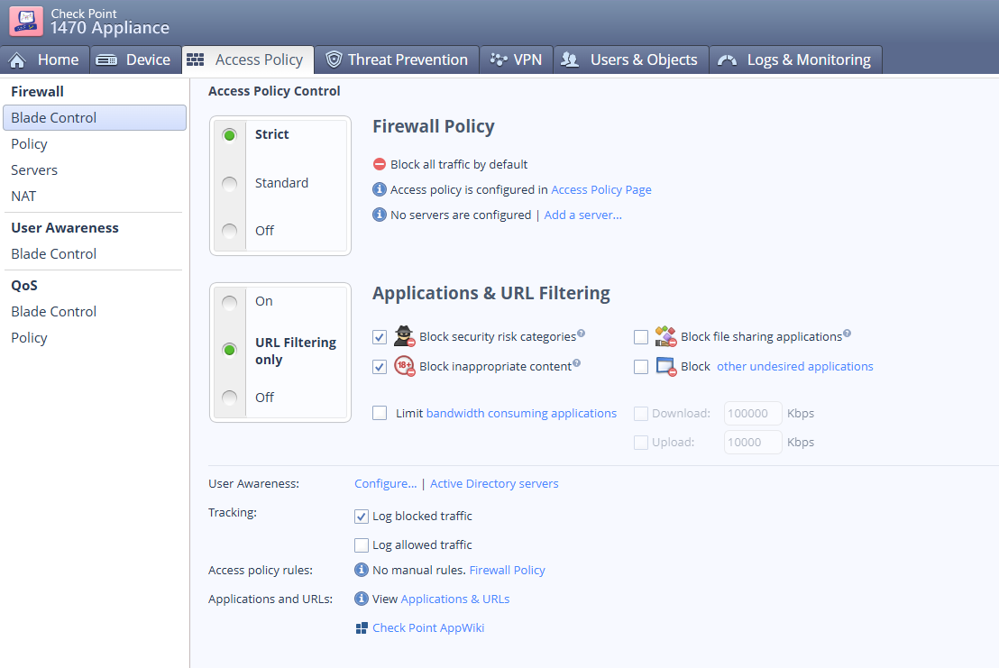 Check Point
1470 Appliance
Home
Device
Access Policy
Threat Prevention
VPN
Users & Objects
Logs & Monitoring
Firewall
Blade Control
Policy
Servers
NAT
User Awareness
Blade Control
QoS
Blade Control
Policy
Access Policy Control
Strict
Standard
Off
Firewall Policy
Block all traffic by default
Access policy is configured in Access Policy Page
No servers are configured | Add a server...
On
URL Filtering
only
Off
Applications & URL Filtering
Block security risk categories?
Block file sharing applications?
18+ Block inappropriate content?
Block other undesired applications
Limit bandwidth consuming applications
Download: 100000 Kbps
Upload: 10000 Kbps
User Awareness: Configure... | Active Directory servers
Tracking: Log blocked traffic
Log allowed traffic
Access policy rules: No manual rules. Firewall Policy
Applications and URLs: View Applications & URLs
Check Point AppWiki